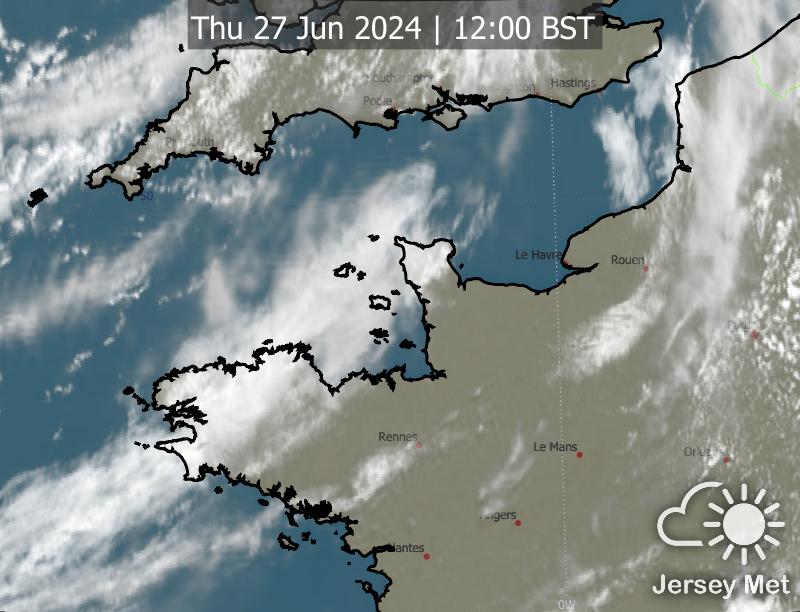 Thu 27 Jun 2024 | 12:00 BST
Southampton
Hastings
Poole
Plymouth
50
Le Havre
Rouen
Rennes
Le Mans
Angers
Nantes
0W
Jersey Met